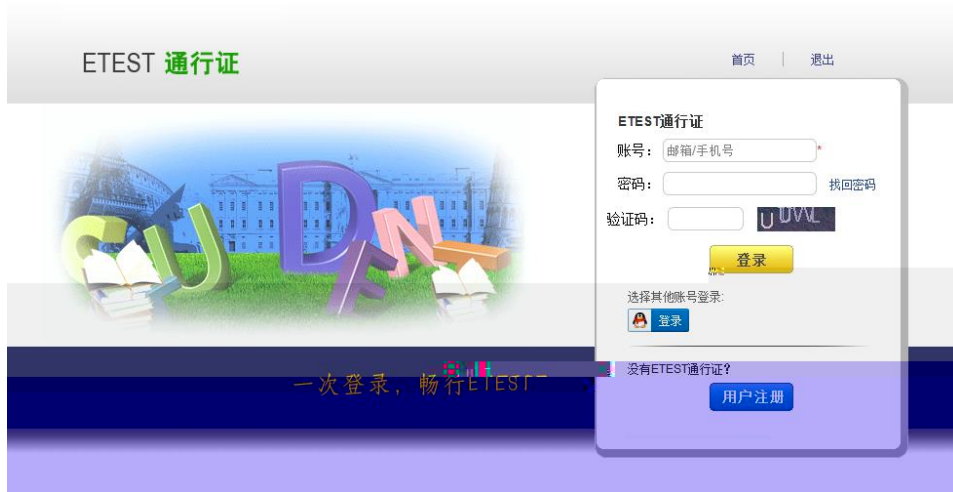 ETEST 通行证
首页 | 退出
ETEST通行证
账号： 邮箱/手机号 *
密码： 找回密码
验证码：
登录
选择其他账号登录:
登录
没有ETEST通行证?
用户注册
一次登录，畅行ETEST